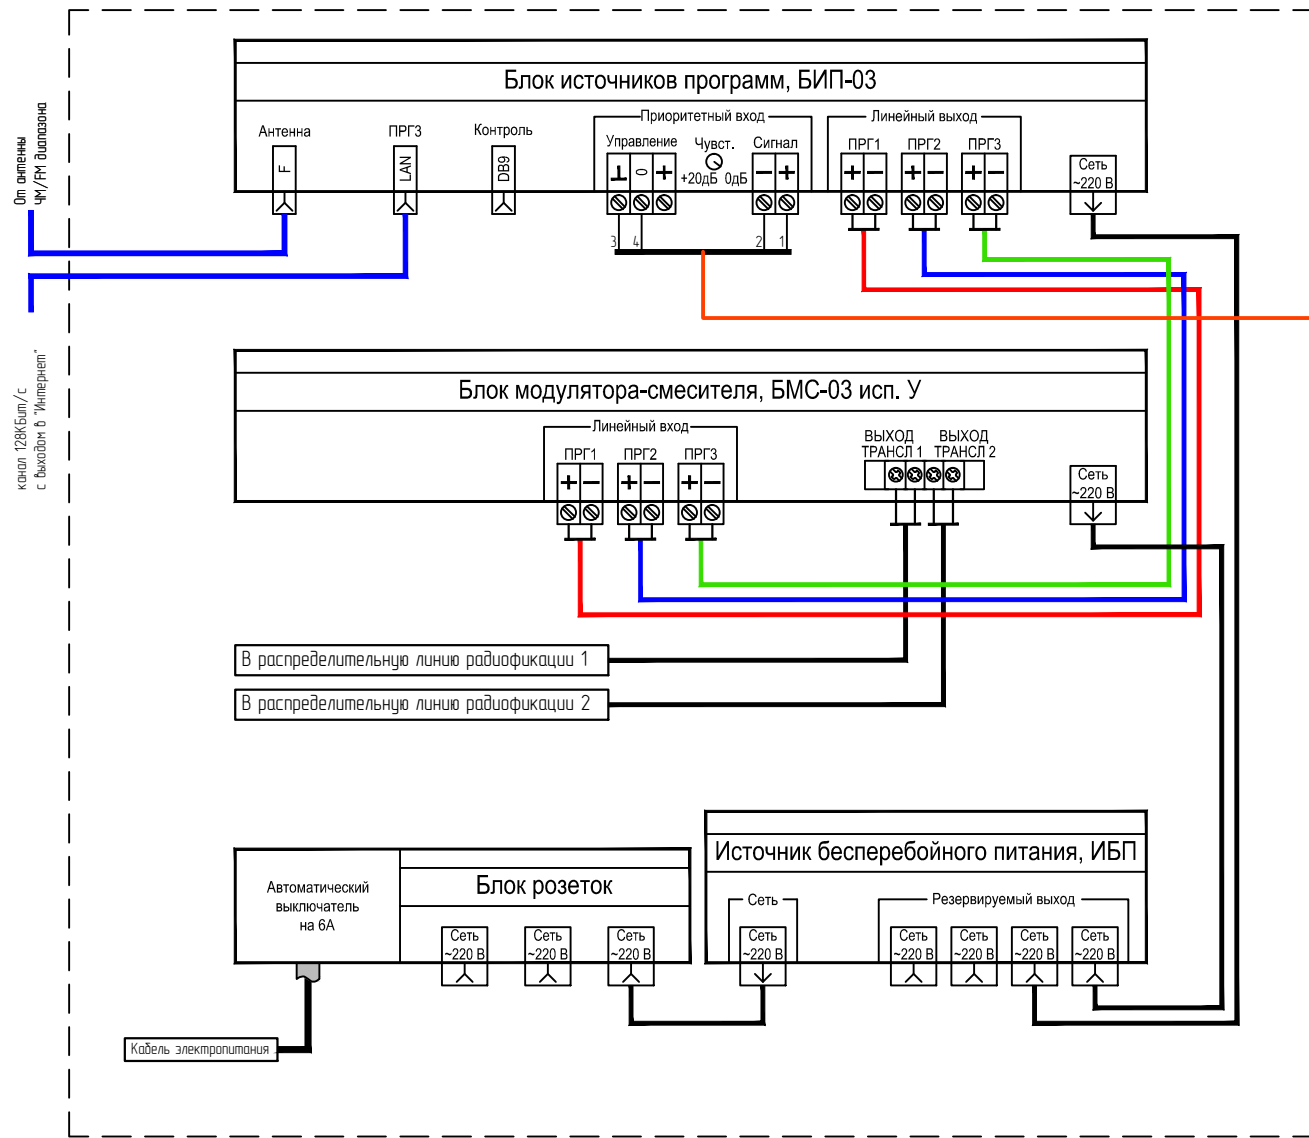 От антенны
ЧМ/FM диапазона
канал 128КБит/с
с выходом в "Интернет"
Блок источников программ, БИП-03
Антенна
F
ПРГ3
LAN
Контроль
DB9
Приоритетный вход
Управление
Чувст.
Сигнал
⊥ 0 +
+20дБ 0дБ
− +
3 4 2 1
Линейный выход
ПРГ1 ПРГ2 ПРГ3
+ − + − + −
Сеть
~220 В
Блок модулятора-смесителя, БМС-03 исп. У
Линейный вход
ПРГ1 ПРГ2 ПРГ3
+ − + − + −
ВЫХОД
ТРАНСЛ 1
ВЫХОД
ТРАНСЛ 2
Сеть
~220 В
В распределительную линию радиофикации 1
В распределительную линию радиофикации 2
Автоматический
выключатель
на 6А
Блок розеток
Сеть
~220 В
Сеть
~220 В
Сеть
~220 В
Источник бесперебойного питания, ИБП
Сеть
Сеть
~220 В
Резервируемый выход
Сеть
~220 В
Сеть
~220 В
Сеть
~220 В
Сеть
~220 В
Кабель электропитания